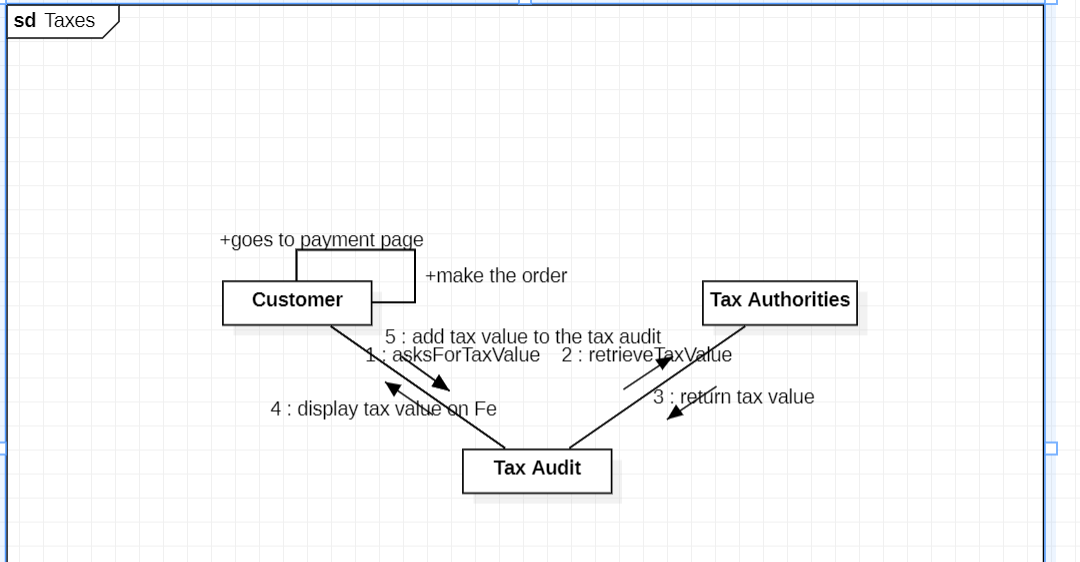 sd Taxes
+goes to payment page
+make the order
Customer
Tax Authorities
5 : add tax value to the tax audit
1 : asksForTaxValue
2 : retrieveTaxValue
3 : return tax value
4 : display tax value on Fe
Tax Audit